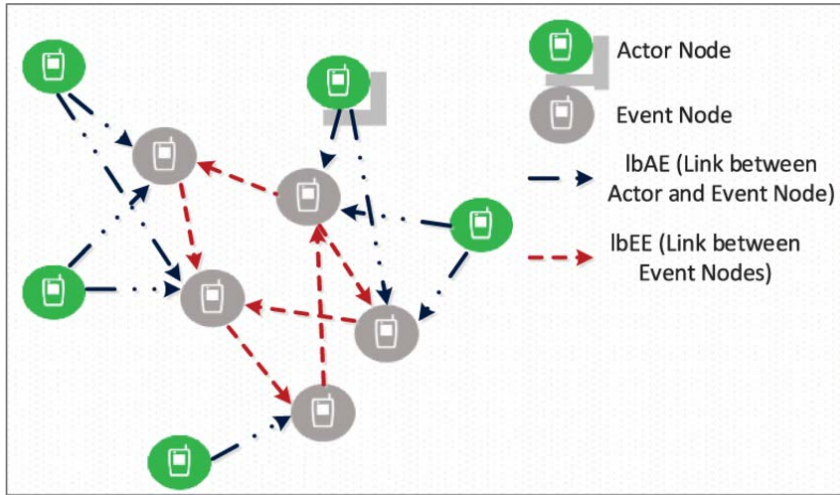 Actor Node
Event Node
lbAE (Link between
Actor and Event Node)
lbEE (Link between
Event Nodes)